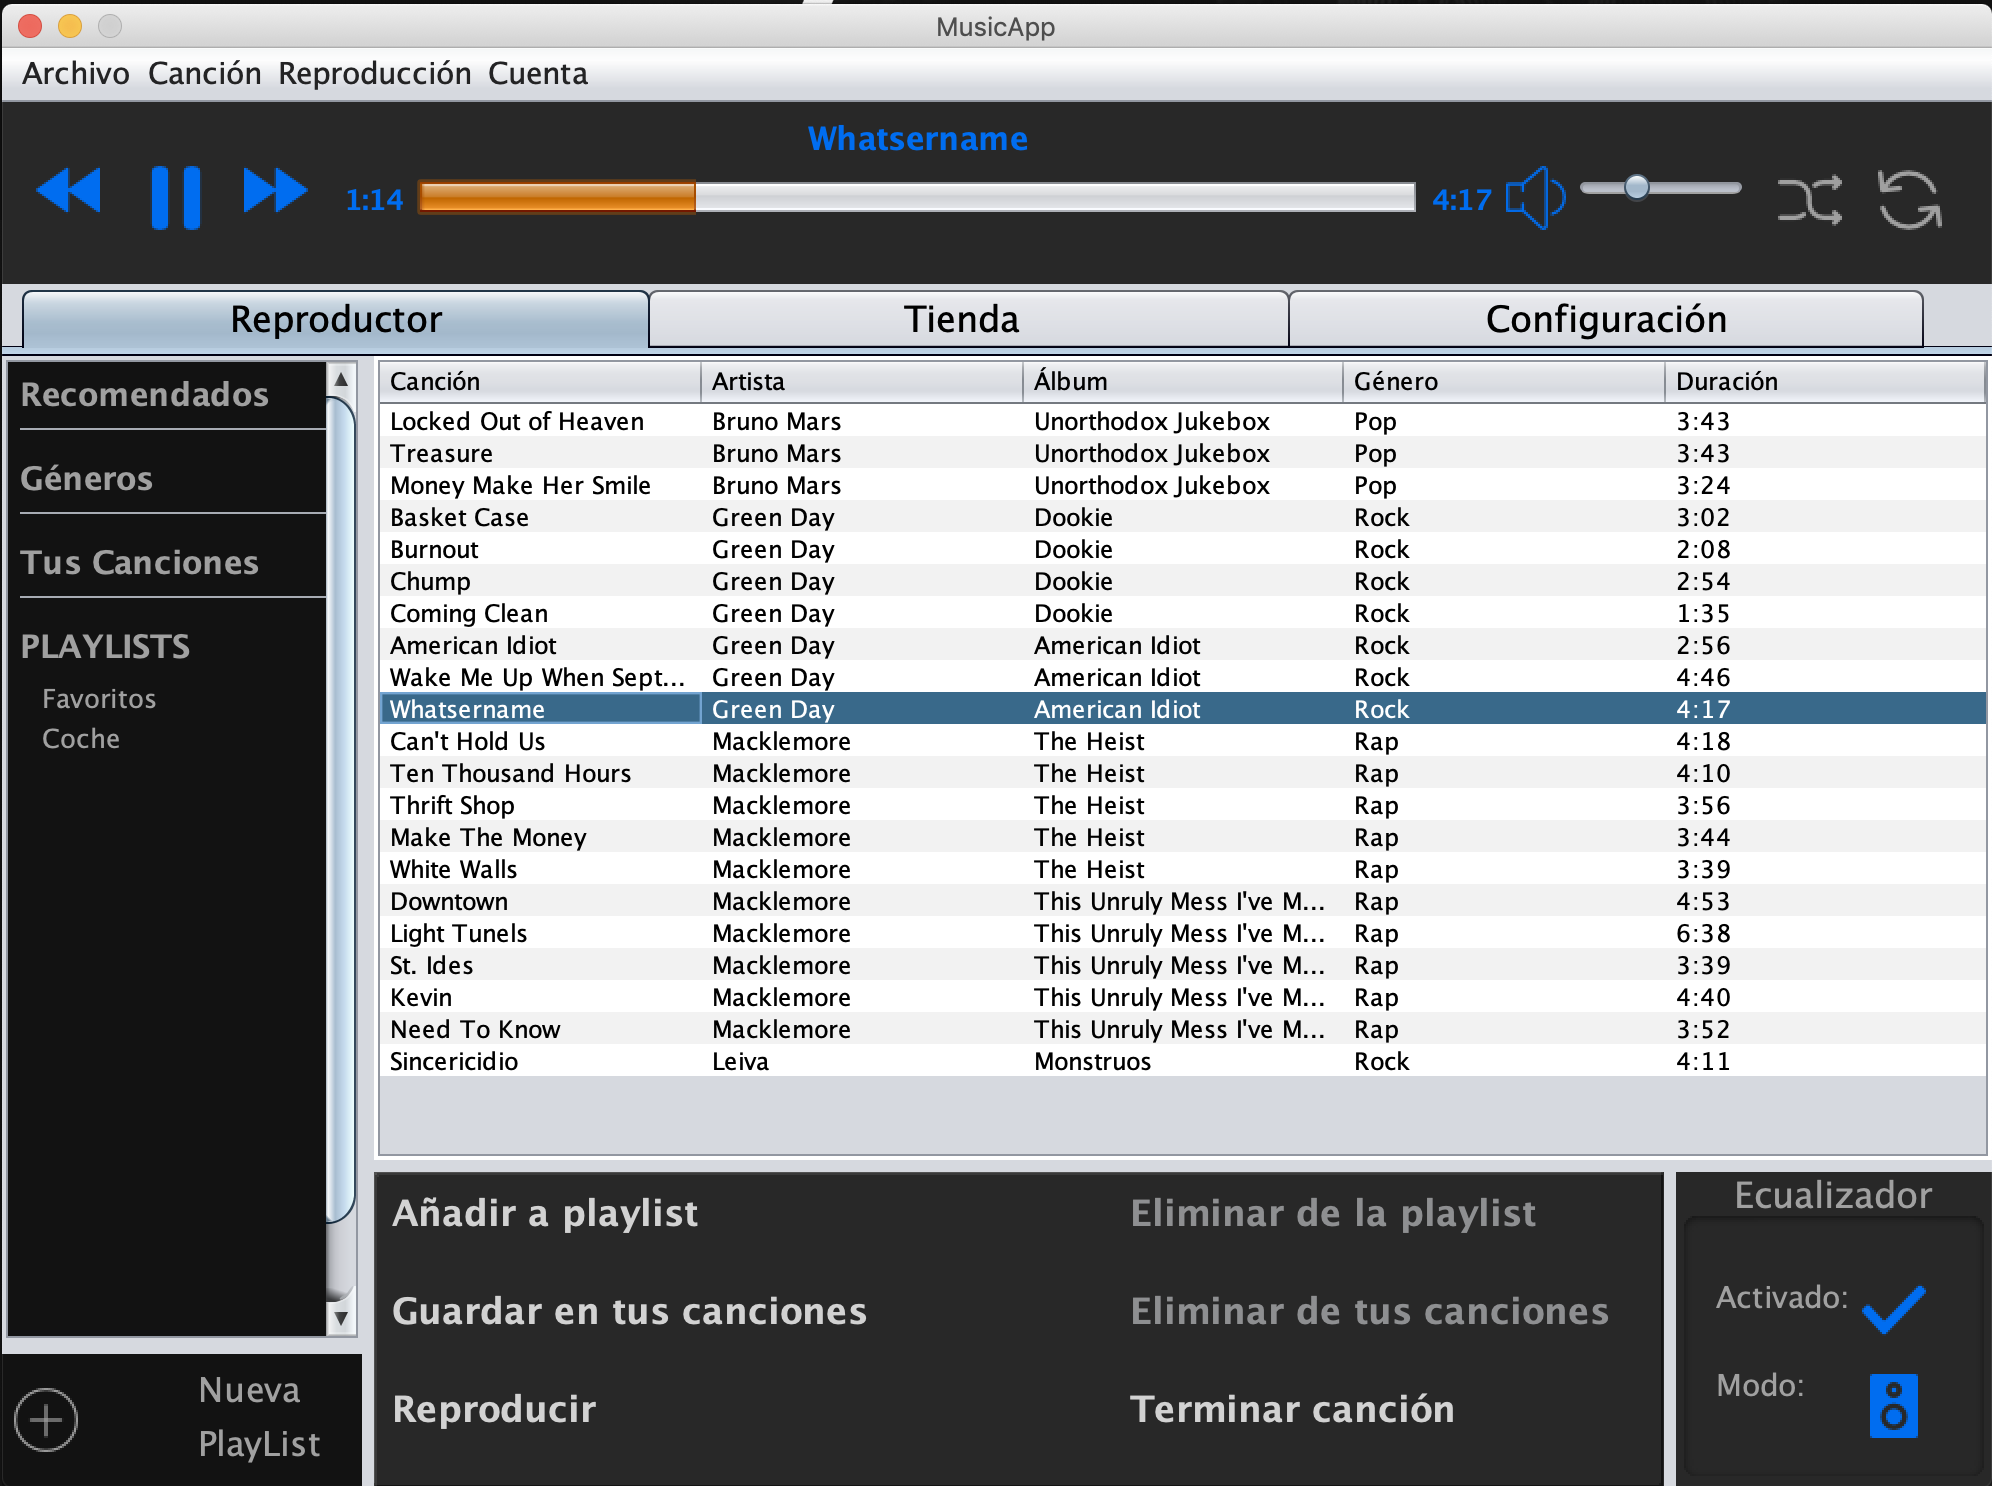 MusicApp
Archivo Canción Reproducción Cuenta
Whatsername
1:14 4:17
Reproductor Tienda Configuración
Recomendados
Géneros
Tus Canciones
PLAYLISTS
Favoritos
Coche
Canción Artista Álbum Género Duración
Locked Out of Heaven Bruno Mars Unorthodox Jukebox Pop 3:43
Treasure Bruno Mars Unorthodox Jukebox Pop 3:43
Money Make Her Smile Bruno Mars Unorthodox Jukebox Pop 3:24
Basket Case Green Day Dookie Rock 3:02
Burnout Green Day Dookie Rock 2:08
Chump Green Day Dookie Rock 2:54
Coming Clean Green Day Dookie Rock 1:35
American Idiot Green Day American Idiot Rock 2:56
Wake Me Up When Sept... Green Day American Idiot Rock 4:46
Whatsername Green Day American Idiot Rock 4:17
Can't Hold Us Macklemore The Heist Rap 4:18
Ten Thousand Hours Macklemore The Heist Rap 4:10
Thrift Shop Macklemore The Heist Rap 3:56
Make The Money Macklemore The Heist Rap 3:44
White Walls Macklemore The Heist Rap 3:39
Downtown Macklemore This Unruly Mess I've M... Rap 4:53
Light Tunels Macklemore This Unruly Mess I've M... Rap 6:38
St. Ides Macklemore This Unruly Mess I've M... Rap 3:39
Kevin Macklemore This Unruly Mess I've M... Rap 4:40
Need To Know Macklemore This Unruly Mess I've M... Rap 3:52
Sincericidio Leiva Monstruos Rock 4:11
Nueva
PlayList
Añadir a playlist Eliminar de la playlist
Guardar en tus canciones Eliminar de tus canciones
Reproducir Terminar canción
Ecualizador
Activado:
Modo: